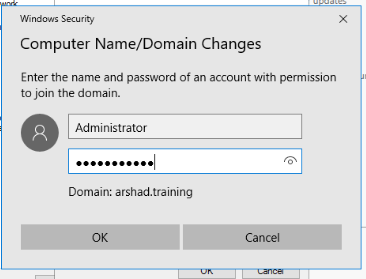 work
updates
Windows Security
Computer Name/Domain Changes
Enter the name and password of an account with permission
to join the domain.
Administrator
●●●●●●●●●●●
Domain: arshad.training
OK
Cancel
OK
Cancel